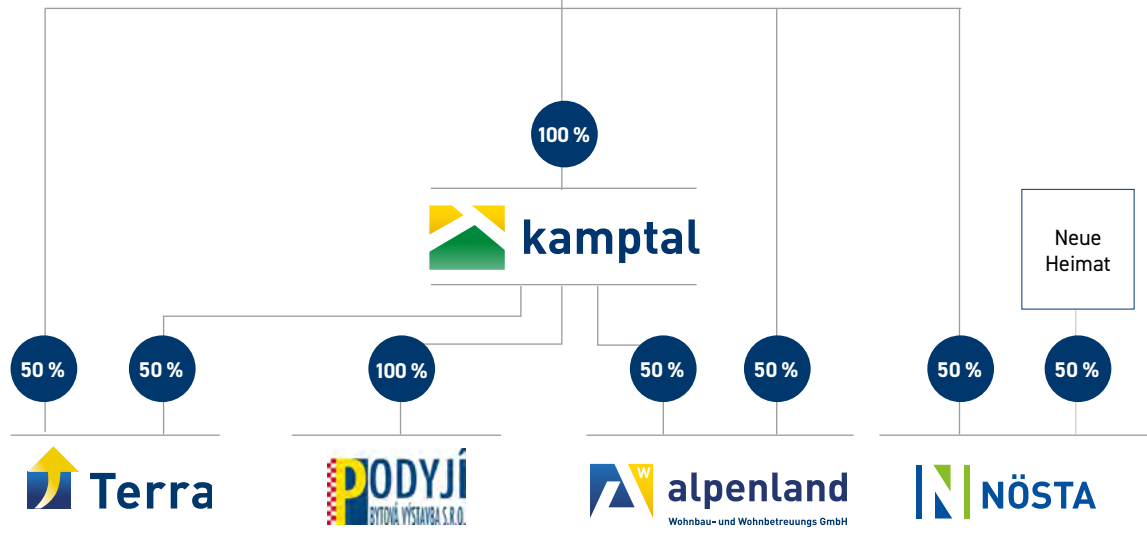 100 %
kamptal
Neue
Heimat
50 %
50 %
100 %
50 %
50 %
50 %
50 %
Terra
PODYJÍ
BYTOVÁ VÝSTAVBA S.R.O.
W
alpenland
Wohnbau- und Wohnbetreuungs GmbH
N NÖSTA